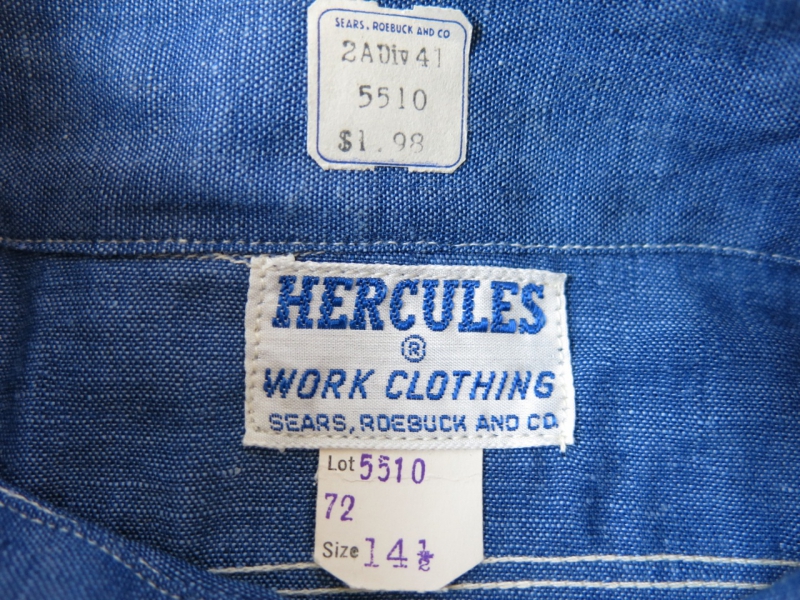 SEARS, ROEBUCK AND CO
2ADiv 41
5510
$1.98
HERCULES
®
WORK CLOTHING
SEARS, ROEBUCK AND CO.
Lot 5510
72
Size 14½